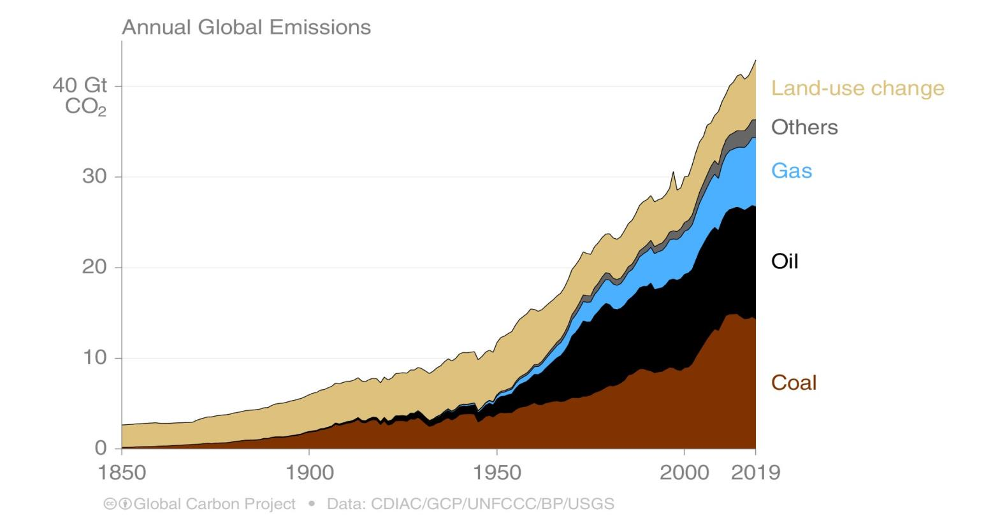 Annual Global Emissions
40 Gt
CO₂
30
20
10
0
Land-use change
Others
Gas
Oil
Coal
1850 1900 1950 2000 2019
Global Carbon Project • Data: CDIAC/GCP/UNFCCC/BP/USGS